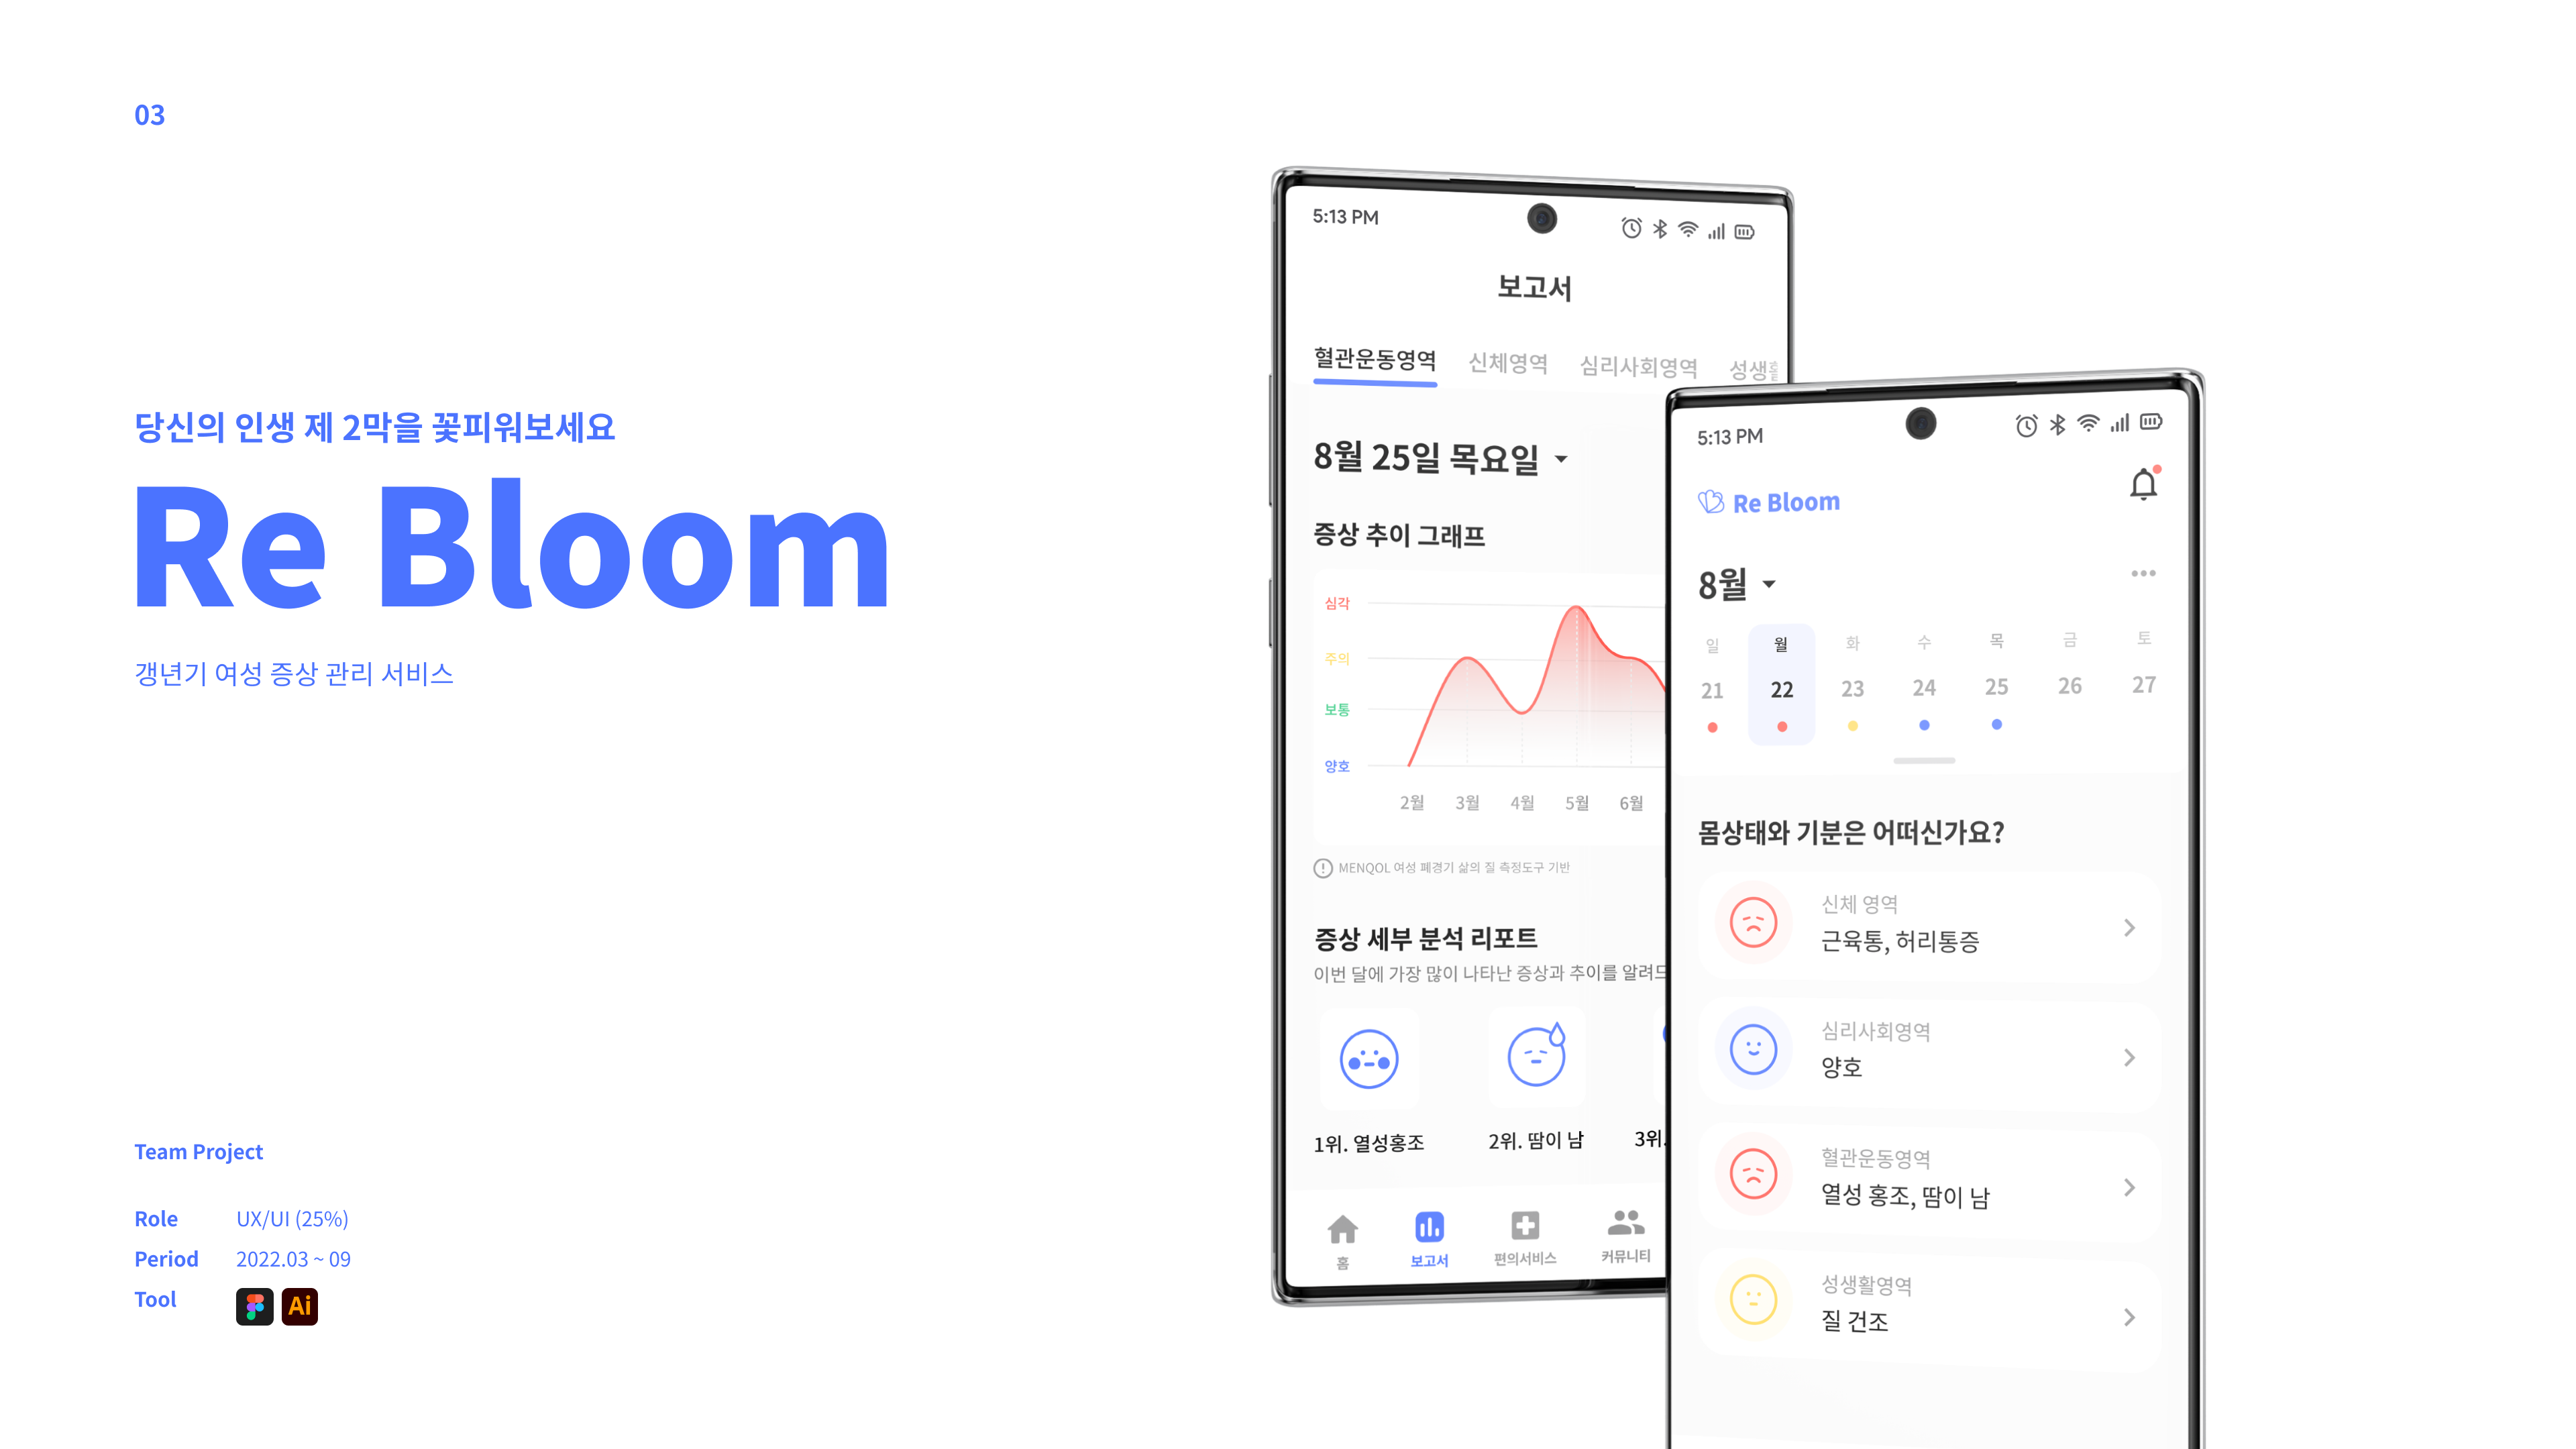 03
당신의 인생 제 2막을 꽃피워보세요
Re Bloom
갱년기 여성 증상 관리 서비스
Team Project
Role UX/UI (25%)
Period 2022.03 ~ 09
Tool Ai
5:13 PM
보고서
혈관운동영역 신체영역 심리사회영역 성생
8월 25일 목요일
증상 추이 그래프
심각
주의
보통
양호
2월 3월 4월 5월 6월
MENQOL 여성 폐경기 삶의 질 측정도구 기반
증상 세부 분석 리포트
이번 달에 가장 많이 나타난 증상과 추이를 알려드
1위. 열성홍조 2위. 땀이 남 3위.
홈 보고서 편의서비스 커뮤니티
5:13 PM
Re Bloom
8월
일 월 화 수 목 금 토
21 22 23 24 25 26 27
몸상태와 기분은 어떠신가요?
신체 영역
근육통, 허리통증
심리사회영역
양호
혈관운동영역
열성 홍조, 땀이 남
성생활영역
질 건조